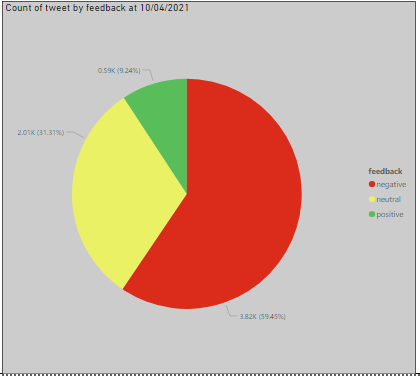 Count of tweet by feedback at 10/04/2021
0.59K (9.24%)
2.01K (31.31%)
feedback
negative
neutral
positive
3.82K (59.45%)